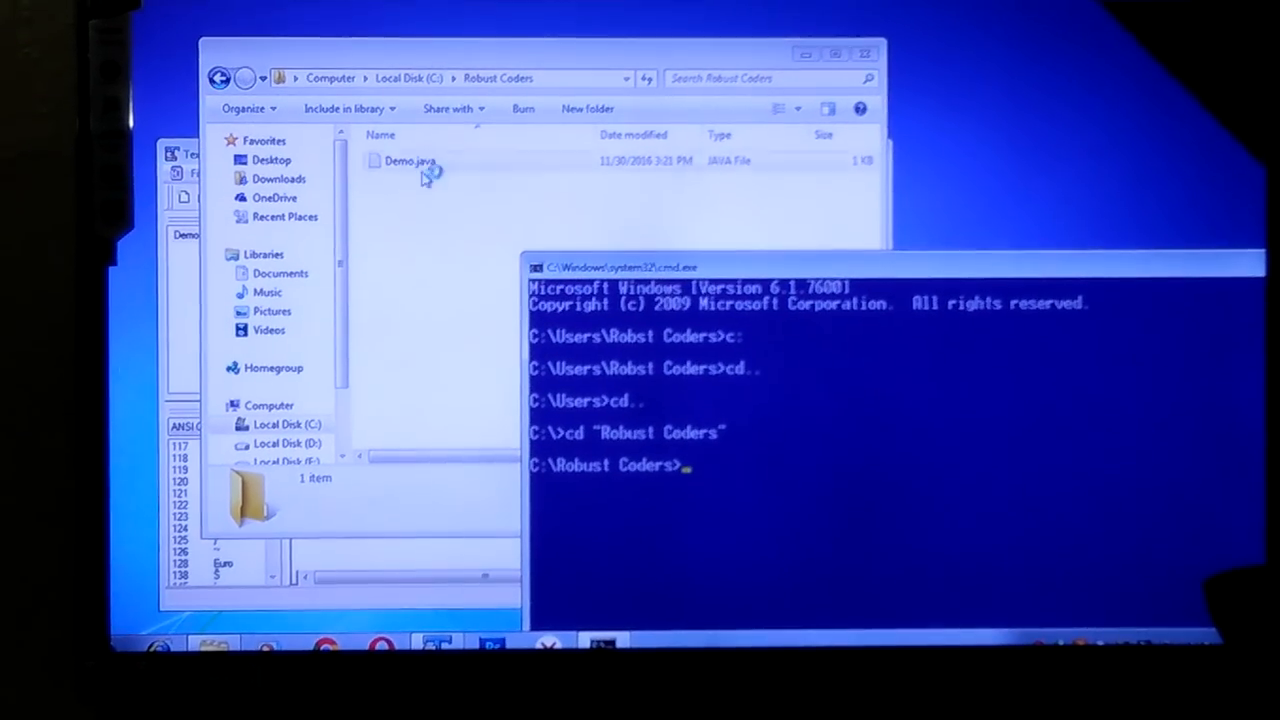 Computer Local Disk (C:) Robust Coders
Search Robust Coders
Organize Include in library Share with Burn New folder
Name Date modified Type Size
Demo.java 11/30/2016 3:21 PM JAVA File 1 KB
Favorites
Desktop
Downloads
OneDrive
Recent Places
Libraries
Documents
Music
Pictures
Videos
Homegroup
Computer
Local Disk (C:)
Local Disk (D:)
Local Disk (E:)
1 item
Demo
117
118
119
120
121
122
123
124
125
126 ~
128 Euro
138 Š
C:\Windows\system32\cmd.exe
Microsoft Windows [Version 6.1.7600]
Copyright (c) 2009 Microsoft Corporation. All rights reserved.
C:\Users\Robst Coders>c:
C:\Users\Robst Coders>cd..
C:\Users>cd..
C:\>cd "Robust Coders"
C:\Robust Coders>